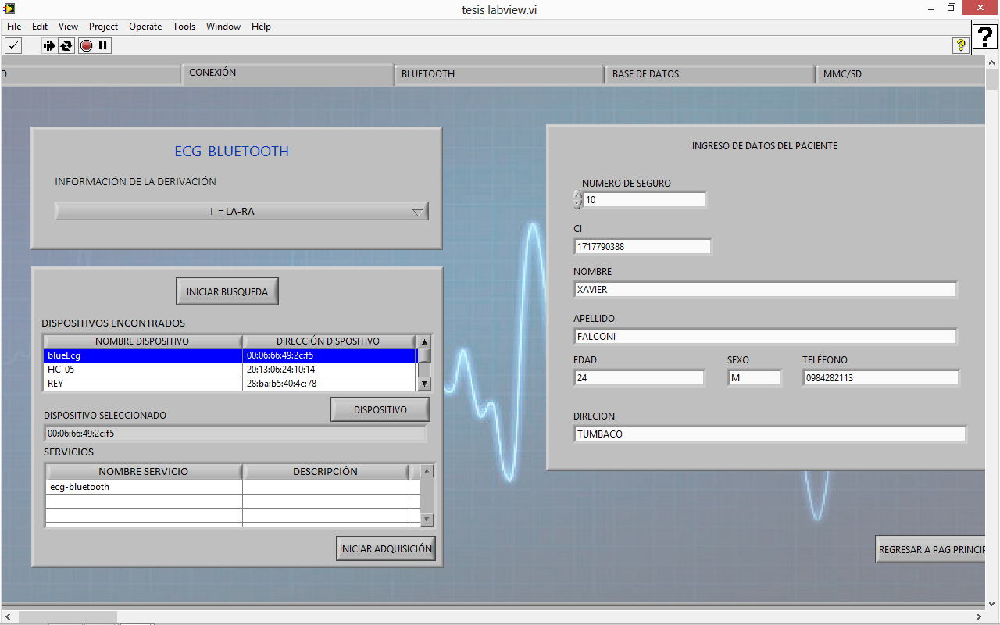 tesis labview.vi
File Edit View Project Operate Tools Window Help
O CONEXIÓN BLUETOOTH BASE DE DATOS MMC/SD
ECG-BLUETOOTH
INFORMACIÓN DE LA DERIVACIÓN
I = LA-RA
INICIAR BUSQUEDA
DISPOSITIVOS ENCONTRADOS
NOMBRE DISPOSITIVO DIRECCIÓN DISPOSITIVO
blueEcg 00:06:66:49:2c:f5
HC-05 20:13:06:24:10:14
REY 28:ba:b5:40:4c:78
DISPOSITIVO
DISPOSITIVO SELECCIONADO
00:06:66:49:2c:f5
SERVICIOS
NOMBRE SERVICIO DESCRIPCIÓN
ecg-bluetooth
INICIAR ADQUISICIÓN
INGRESO DE DATOS DEL PACIENTE
NUMERO DE SEGURO
10
CI
1717790388
NOMBRE
XAVIER
APELLIDO
FALCONI
EDAD SEXO TELÉFONO
24 M 0984282113
DIRECION
TUMBACO
REGRESAR A PAG PRINCIP